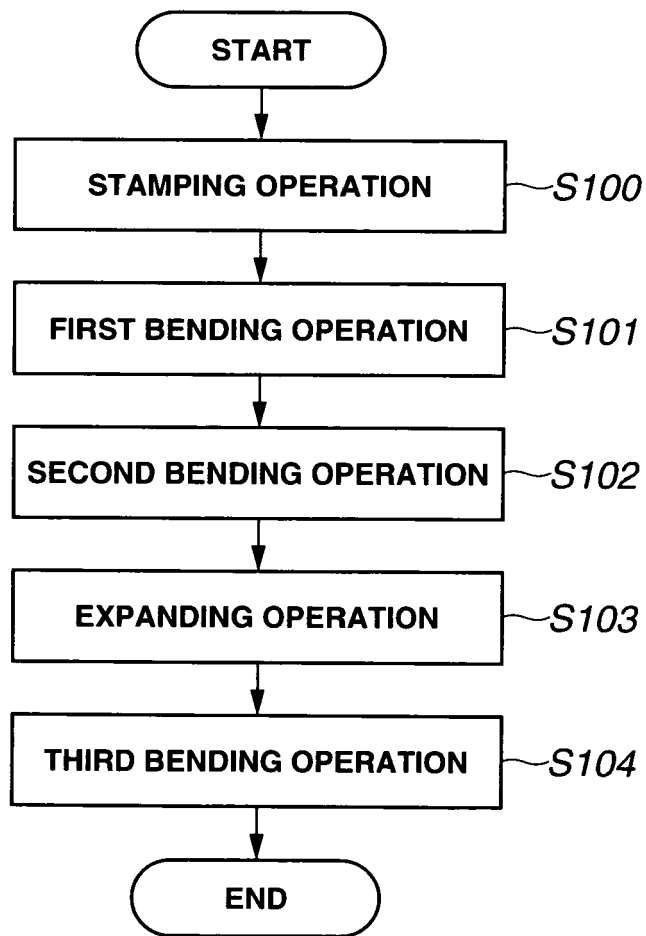 START
STAMPING OPERATION S100
FIRST BENDING OPERATION S101
SECOND BENDING OPERATION S102
EXPANDING OPERATION S103
THIRD BENDING OPERATION S104
END